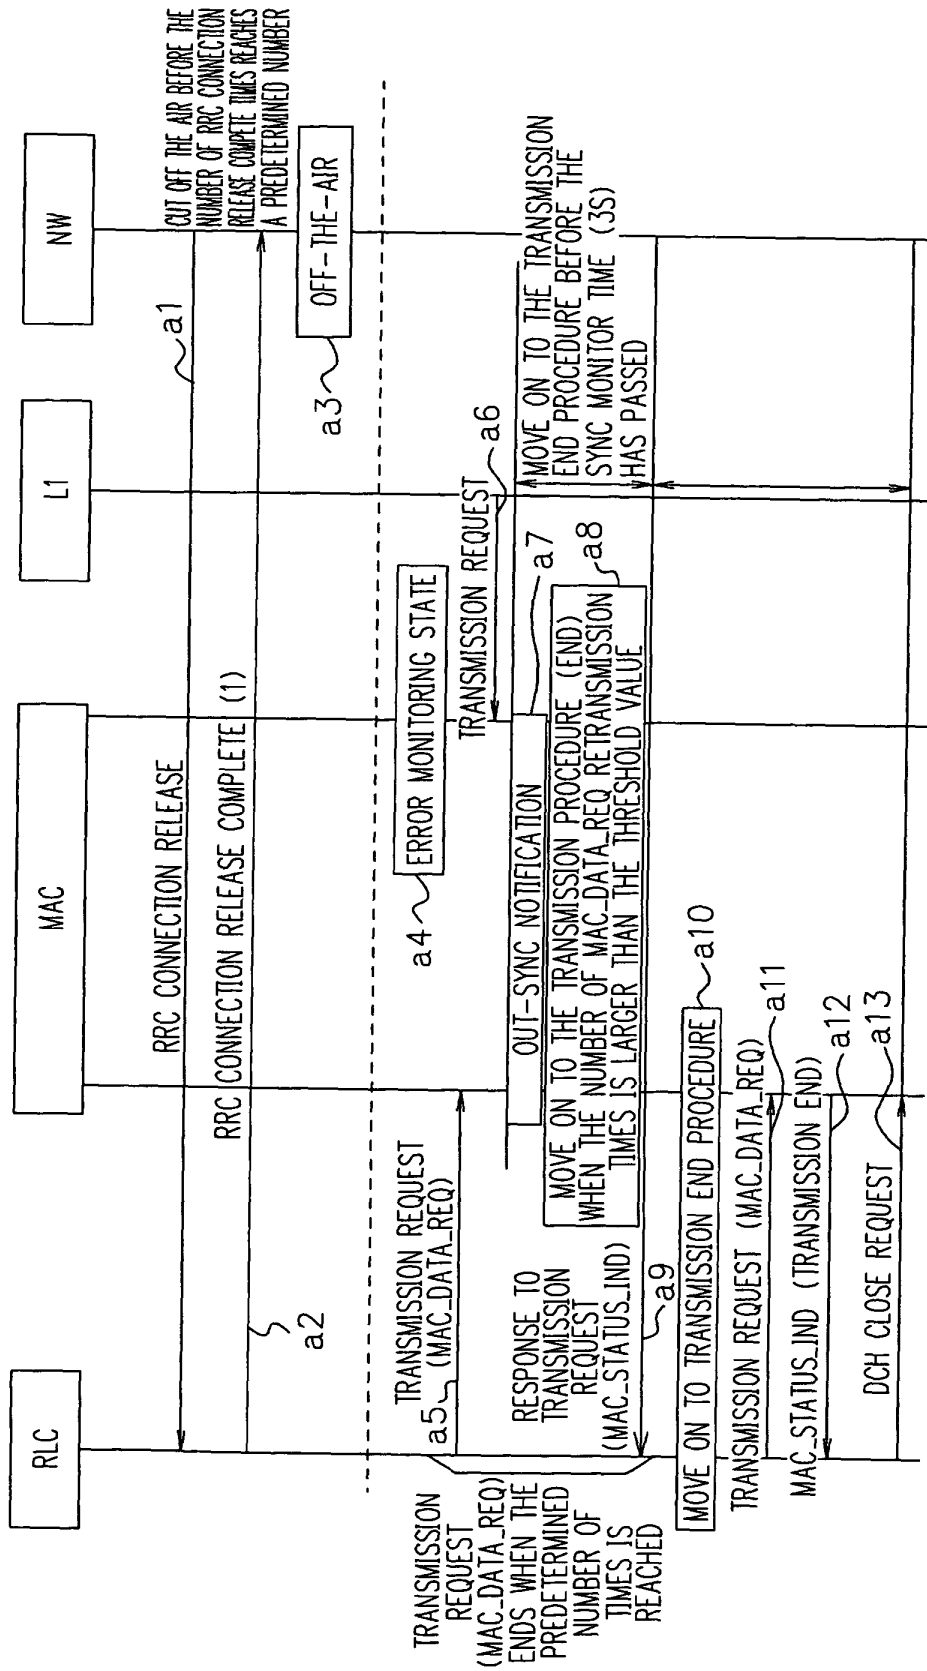 RLC
MAC
L1
NW
RRC CONNECTION RELEASE
a1
CUT OFF THE AIR BEFORE THE
NUMBER OF RRC CONNECTION
RELEASE COMPETE TIMES REACHES
A PREDETERMINED NUMBER
RRC CONNECTION RELEASE COMPLETE (1)
a2
a3
OFF-THE-AIR
a4
ERROR MONITORING STATE
TRANSMISSION REQUEST
(MAC_DATA_REQ)
a5
TRANSMISSION REQUEST
a6
TRANSMISSION
REQUEST
(MAC_DATA_REQ)
ENDS WHEN THE
PREDETERMINED
NUMBER OF
TIMES IS
REACHED
OUT-SYNC NOTIFICATION
a7
MOVE ON TO THE TRANSMISSION
END PROCEDURE BEFORE THE
SYNC MONITOR TIME (3S)
HAS PASSED
MOVE ON TO THE TRANSMISSION PROCEDURE (END)
WHEN THE NUMBER OF MAC_DATA_REQ RETRANSMISSION
TIMES IS LARGER THAN THE THRESHOLD VALUE
a8
RESPONSE TO
TRANSMISSION
REQUEST
(MAC_STATUS_IND)
a9
MOVE ON TO TRANSMISSION END PROCEDURE
a10
TRANSMISSION REQUEST (MAC_DATA_REQ)
a11
MAC_STATUS_IND (TRANSMISSION END)
a12
DCH CLOSE REQUEST
a13